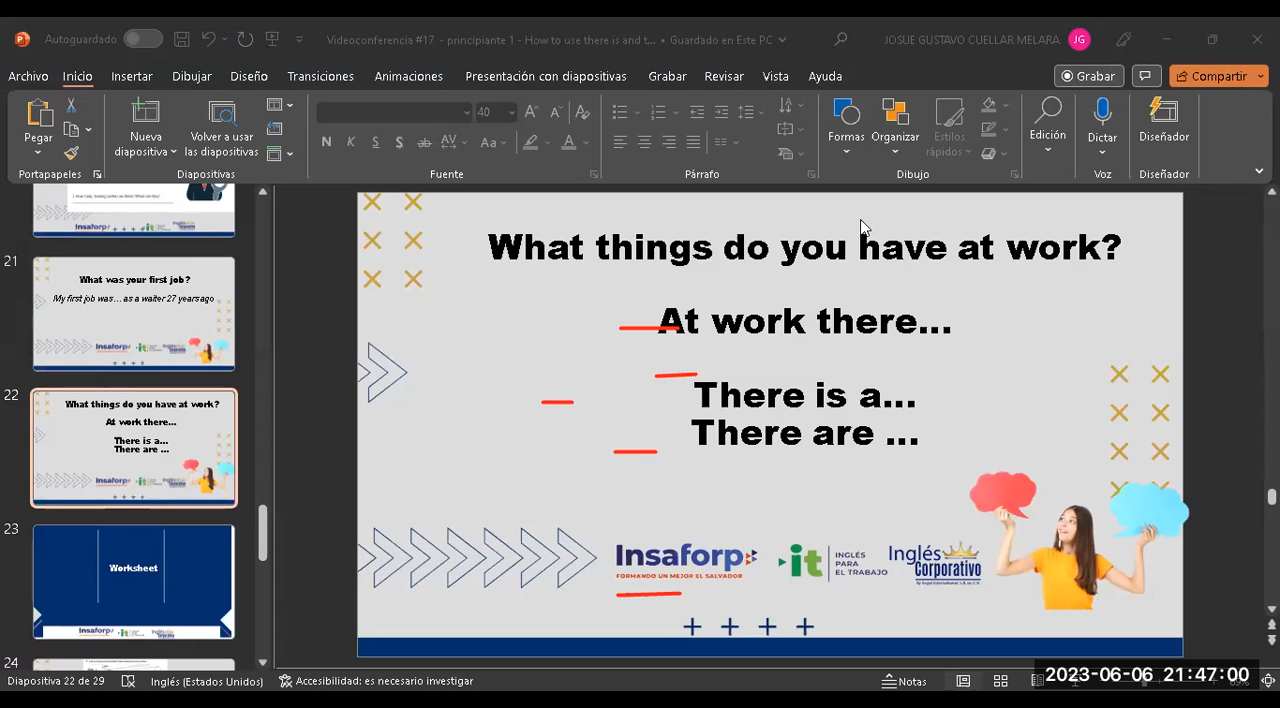 Autoguardado
Videoconferencia #17 - principiante 1 - How to use there is and t... • Guardado en Este PC
JOSUE GUSTAVO CUELLAR MELARA
JG
Archivo Inicio Insertar Dibujar Diseño Transiciones Animaciones Presentación con diapositivas Grabar Revisar Vista Ayuda
Grabar
Compartir
Pegar
Nueva diapositiva
Volver a usar las diapositivas
40
N K S S ab AV Aa A
Formas
Organizar
Estilos rápidos
Edición
Dictar
Diseñador
Portapapeles
Diapositivas
Fuente
Párrafo
Dibujo
Voz
Diseñador
Insaforp
21
What was your first job?
My first job was... as a waiter 27 years ago
Insaforp
22
What things do you have at work?
At work there...
There is a...
There are ...
Insaforp
23
Worksheet
Insaforp
24
What things do you have at work?
At work there...
There is a...
There are ...
Insaforp
FORMANDO UN MEJOR EL SALVADOR
it
INGLÉS
PARA
EL TRABAJO
Inglés
Corporativo
Diapositiva 22 de 29
Inglés (Estados Unidos)
Accesibilidad: es necesario investigar
Notas
2023-06-06 21:47:00